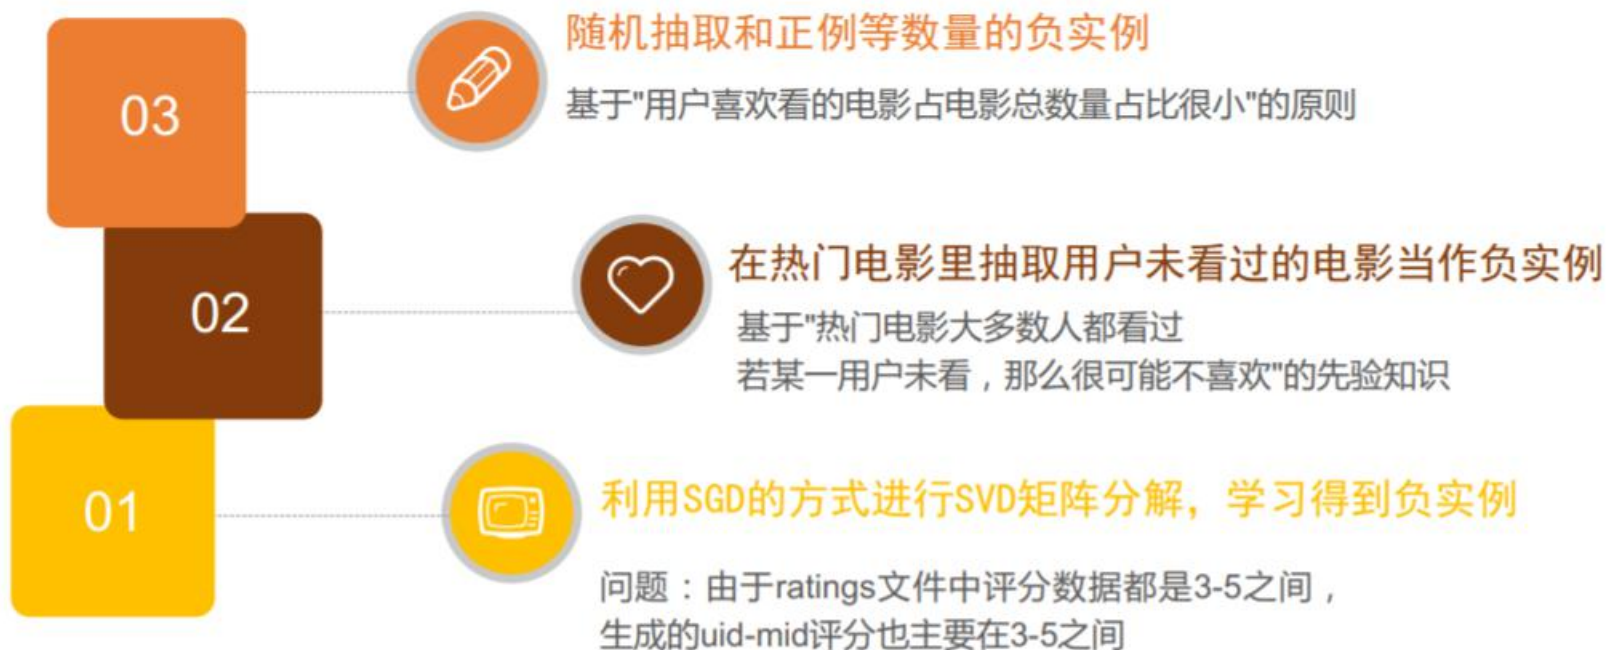 03
随机抽取和正例等数量的负实例
基于"用户喜欢看的电影占电影总数量占比很小"的原则
02
在热门电影里抽取用户未看过的电影当作负实例
基于"热门电影大多数人都看过
若某一用户未看，那么很可能不喜欢"的先验知识
01
利用SGD的方式进行SVD矩阵分解，学习得到负实例
问题：由于ratings文件中评分数据都是3-5之间，
生成的uid-mid评分也主要在3-5之间